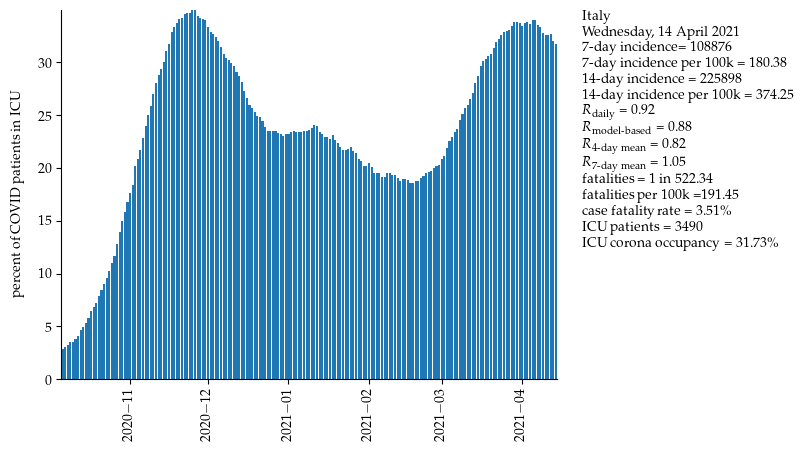 percent of COVID patients in ICU
30
25
20
15
10
5
0
2020−11
2020−12
2021−01
2021−02
2021−03
2021−04
Italy
Wednesday, 14 April 2021
7-day incidence= 108876
7-day incidence per 100k = 180.38
14-day incidence = 225898
14-day incidence per 100k = 374.25
R daily = 0.92
R model-based = 0.88
R 4-day mean = 0.82
R 7-day mean = 1.05
fatalities = 1 in 522.34
fatalities per 100k =191.45
case fatality rate = 3.51%
ICU patients = 3490
ICU corona occupancy = 31.73%